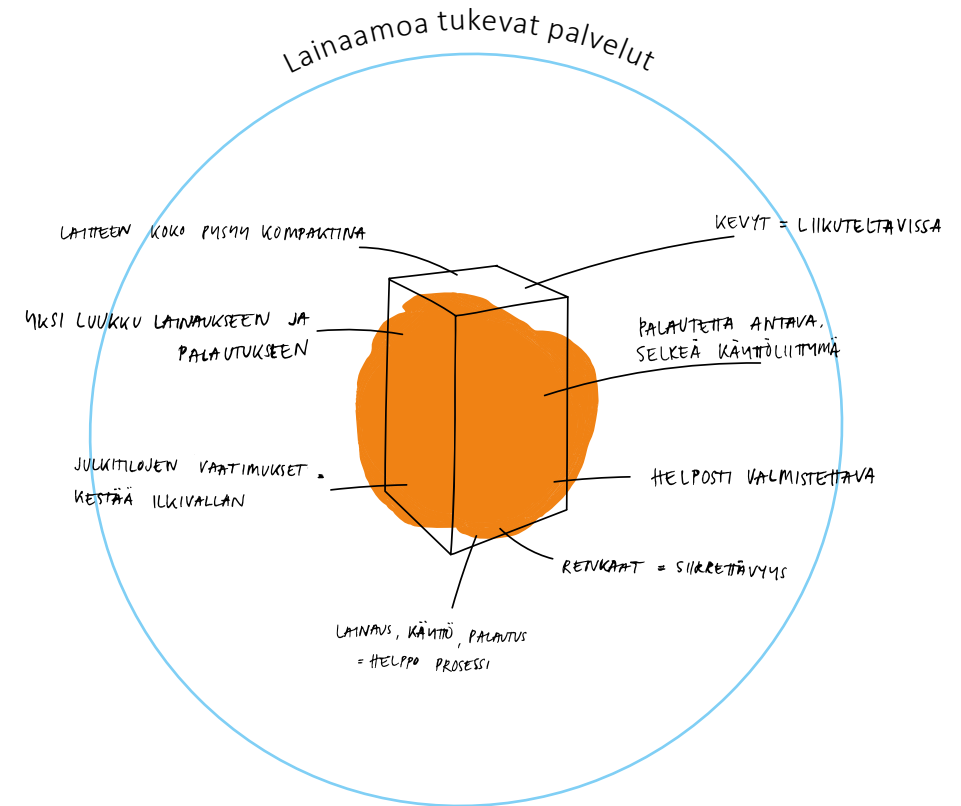 Lainaamoa tukevat palvelut
LAITTEEN KOKO PYSYY KOMPAKTINA
KEVYT = LIIKUTELTAVISSA
YKSI LUUKKU LAINAUKSEEN JA
PALAUTUKSEEN
PALAUTETTA ANTAVA,
SELKEÄ KÄYTTÖLIITTYMÄ
JULKITILOJEN VAATIMUKSET =
KESTÄÄ ILKIVALLAN
HELPOSTI VALMISTETTAVA
RENKAAT = SIIRRETTÄVYYS
LAINAUS, KÄYTTÖ, PALAUTUS
= HELPPO PROSESSI